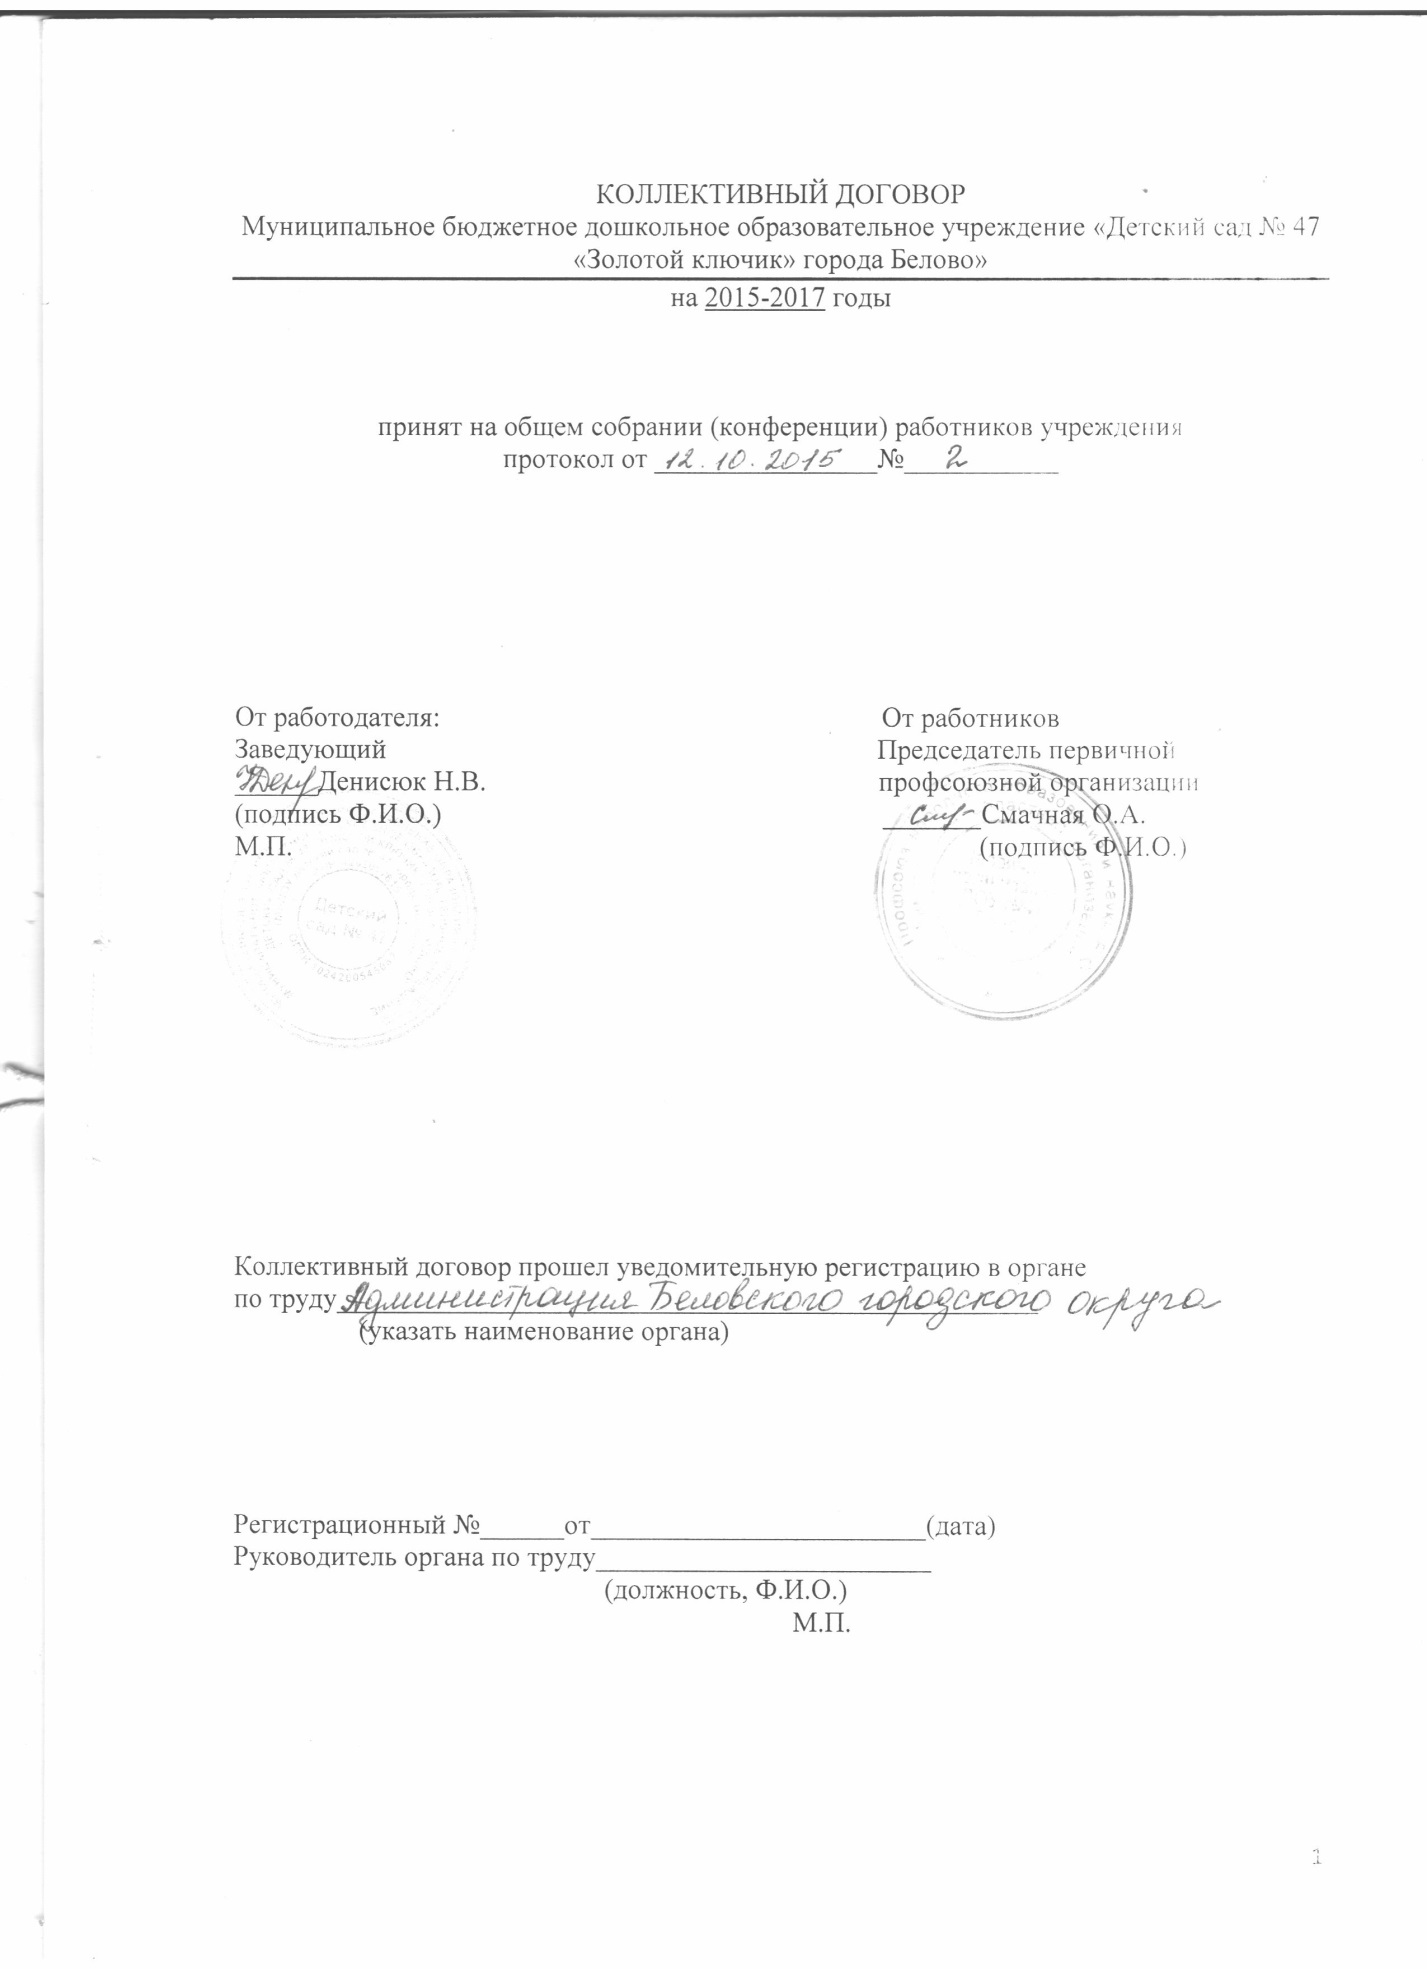 КОЛЛЕКТИВНЫЙ ДОГОВОР
Муниципальное бюджетное дошкольное образовательное учреждение «Детский сад № 47
«Золотой ключик» города Белово»
на 2015-2017 годы
принят на общем собрании (конференции) работников учреждения
протокол от 12.10.2015 № 2
От работодателя:
Заведующий
Денисюк Н.В.
(подпись Ф.И.О.)
М.П.
Детский
От работников
Председатель первичной
профсоюзной организации
Смачная О.А.
(подпись Ф.И.О.)
Коллективный договор прошел уведомительную регистрацию в органе
по труду Администрация Беловского городского округа
(указать наименование органа)
Регистрационный №______от________________________(дата)
Руководитель органа по труду________________________
(должность, Ф.И.О.)
М.П.
1